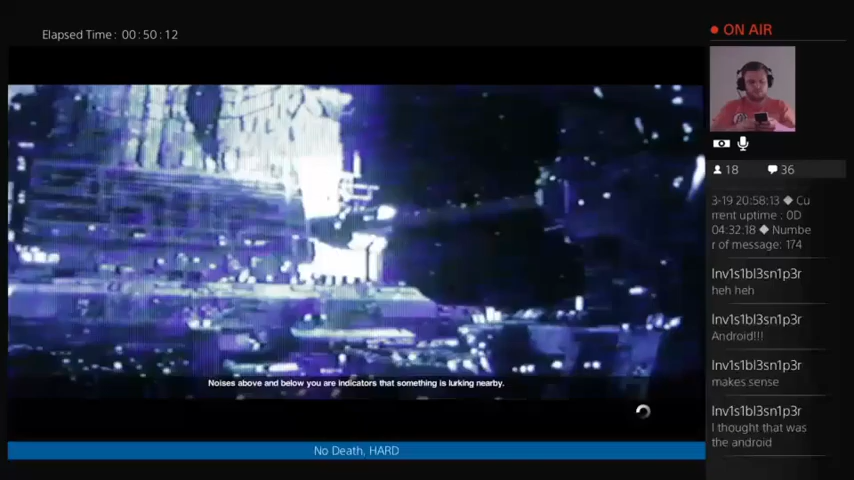 Elapsed Time: 00:50:12
ON AIR
18 36
3-19 20:58:13 ◆ Cu
rrent uptime : 0D
04:32:18 ◆ Numbe
r of message: 174
Inv1s1bl3sn1p3r
heh heh
Inv1s1bl3sn1p3r
Android!!!
Inv1s1bl3sn1p3r
makes sense
Inv1s1bl3sn1p3r
I thought that was
the android
Noises above and below you are indicators that something is lurking nearby.
No Death, HARD